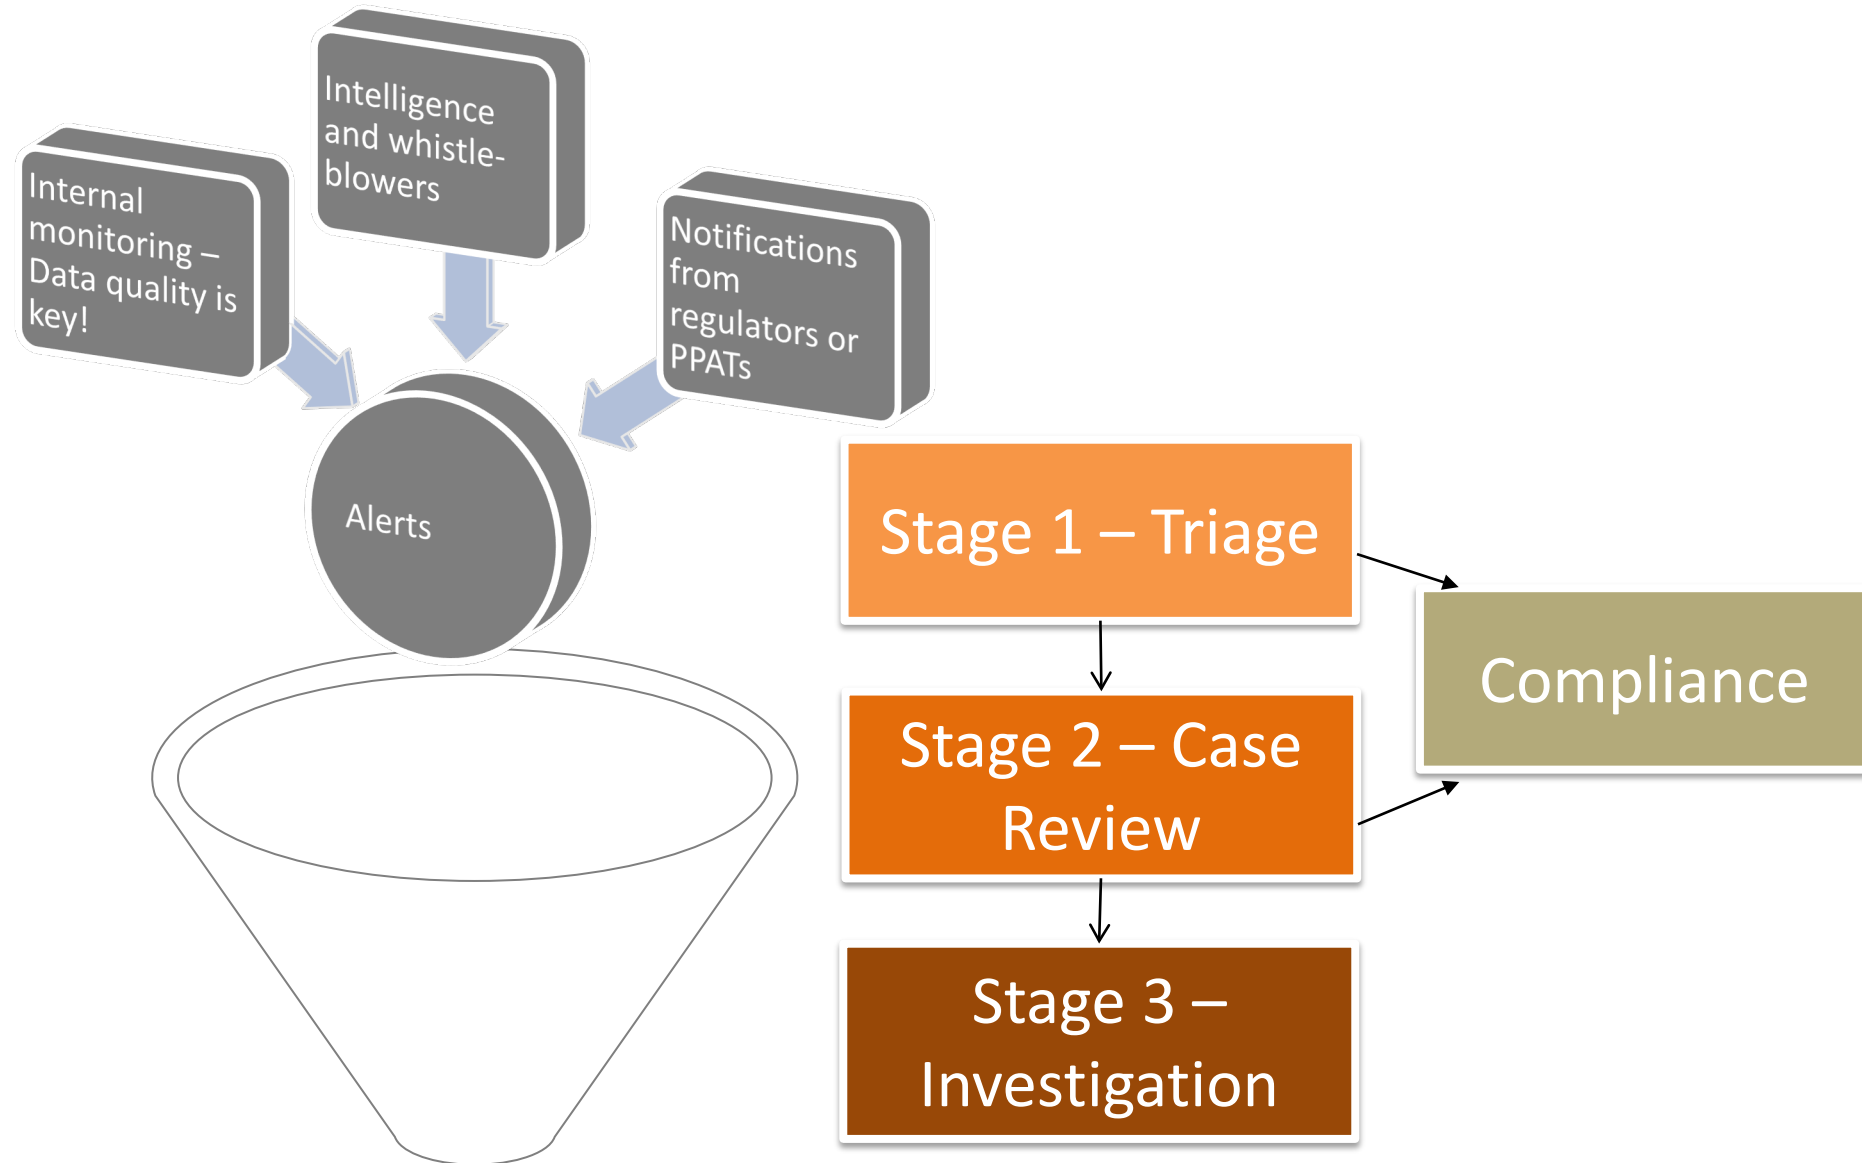 Intelligence
and whistle-
blowers
Internal
monitoring –
Data quality is
key!
Notifications
from
regulators or
PPATs
Alerts
Stage 1 – Triage
Compliance
Stage 2 – Case
Review
Stage 3 –
Investigation